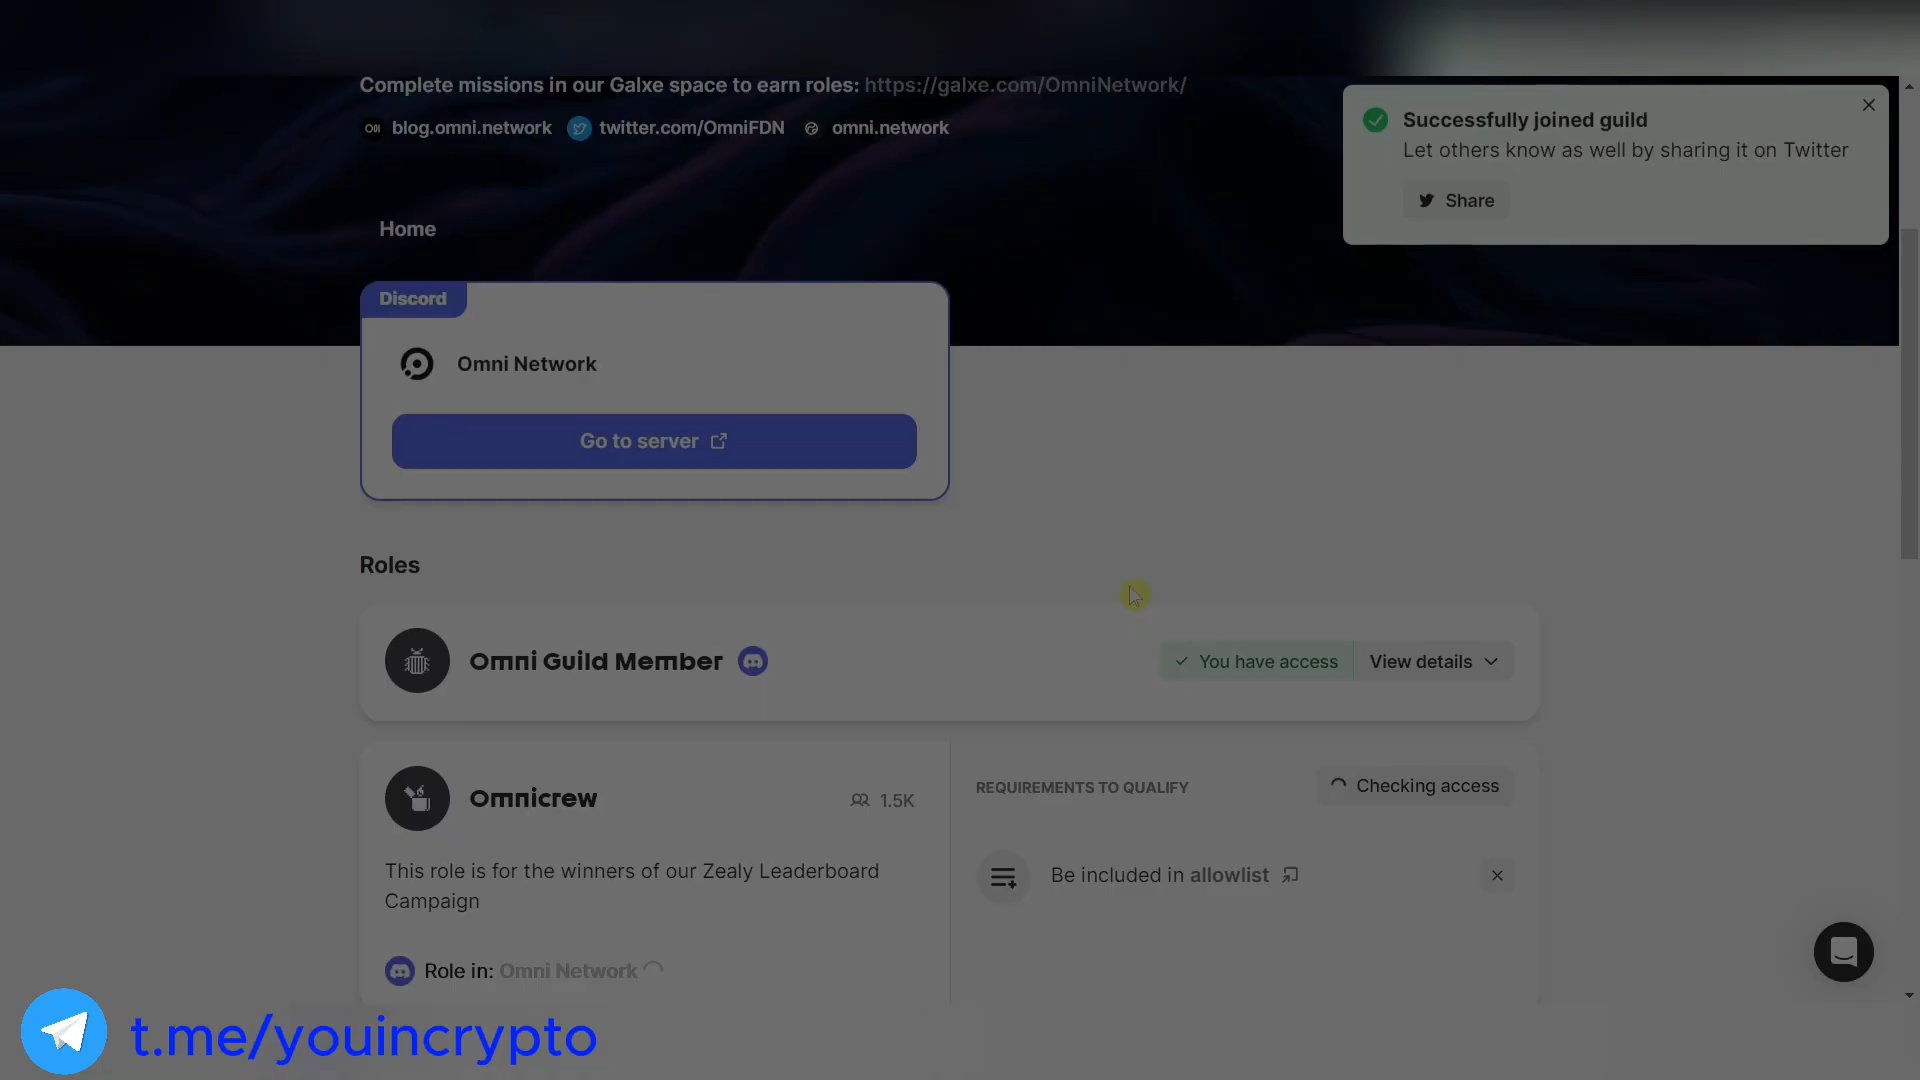 Complete missions in our Galxe space to earn roles: https://galxe.com/OmniNetwork/
blog.omni.network twitter.com/OmniFDN omni.network
Successfully joined guild
Let others know as well by sharing it on Twitter
Share
Home
Discord
Omni Network
Go to server
Roles
Omni Guild Member
You have access
View details
Omnicrew
1.5K
This role is for the winners of our Zealy Leaderboard
Campaign
Role in: Omni Network
REQUIREMENTS TO QUALIFY
Checking access
Be included in allowlist
t.me/youincrypto